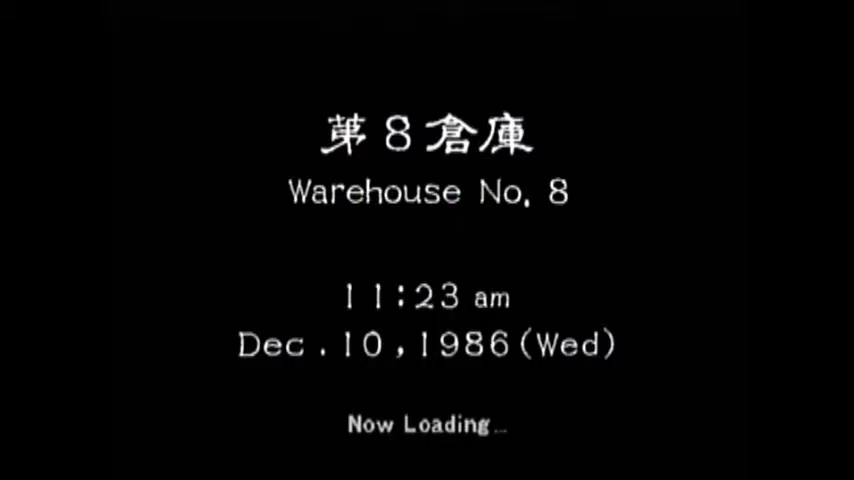 第8倉庫
Warehouse No. 8
11:23 am
Dec.10,1986(Wed)
Now Loading...